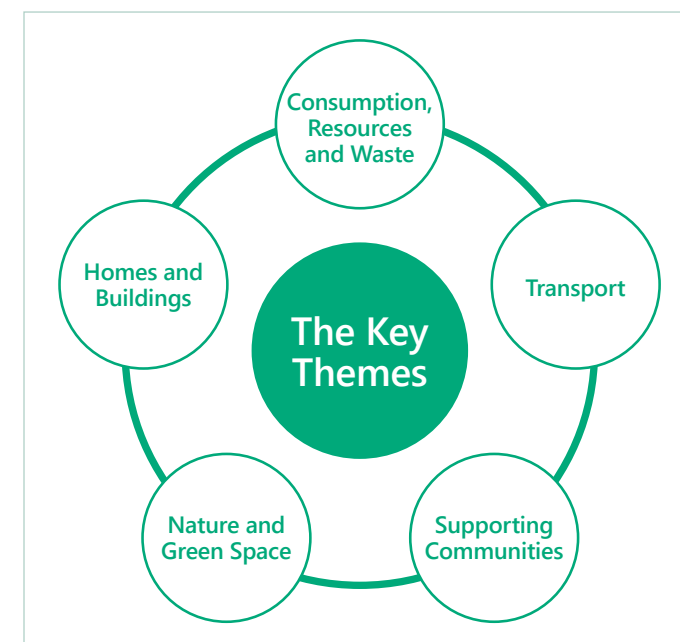 Consumption,
Resources
and Waste
Homes and
Buildings
Transport
The Key
Themes
Nature and
Green Space
Supporting
Communities